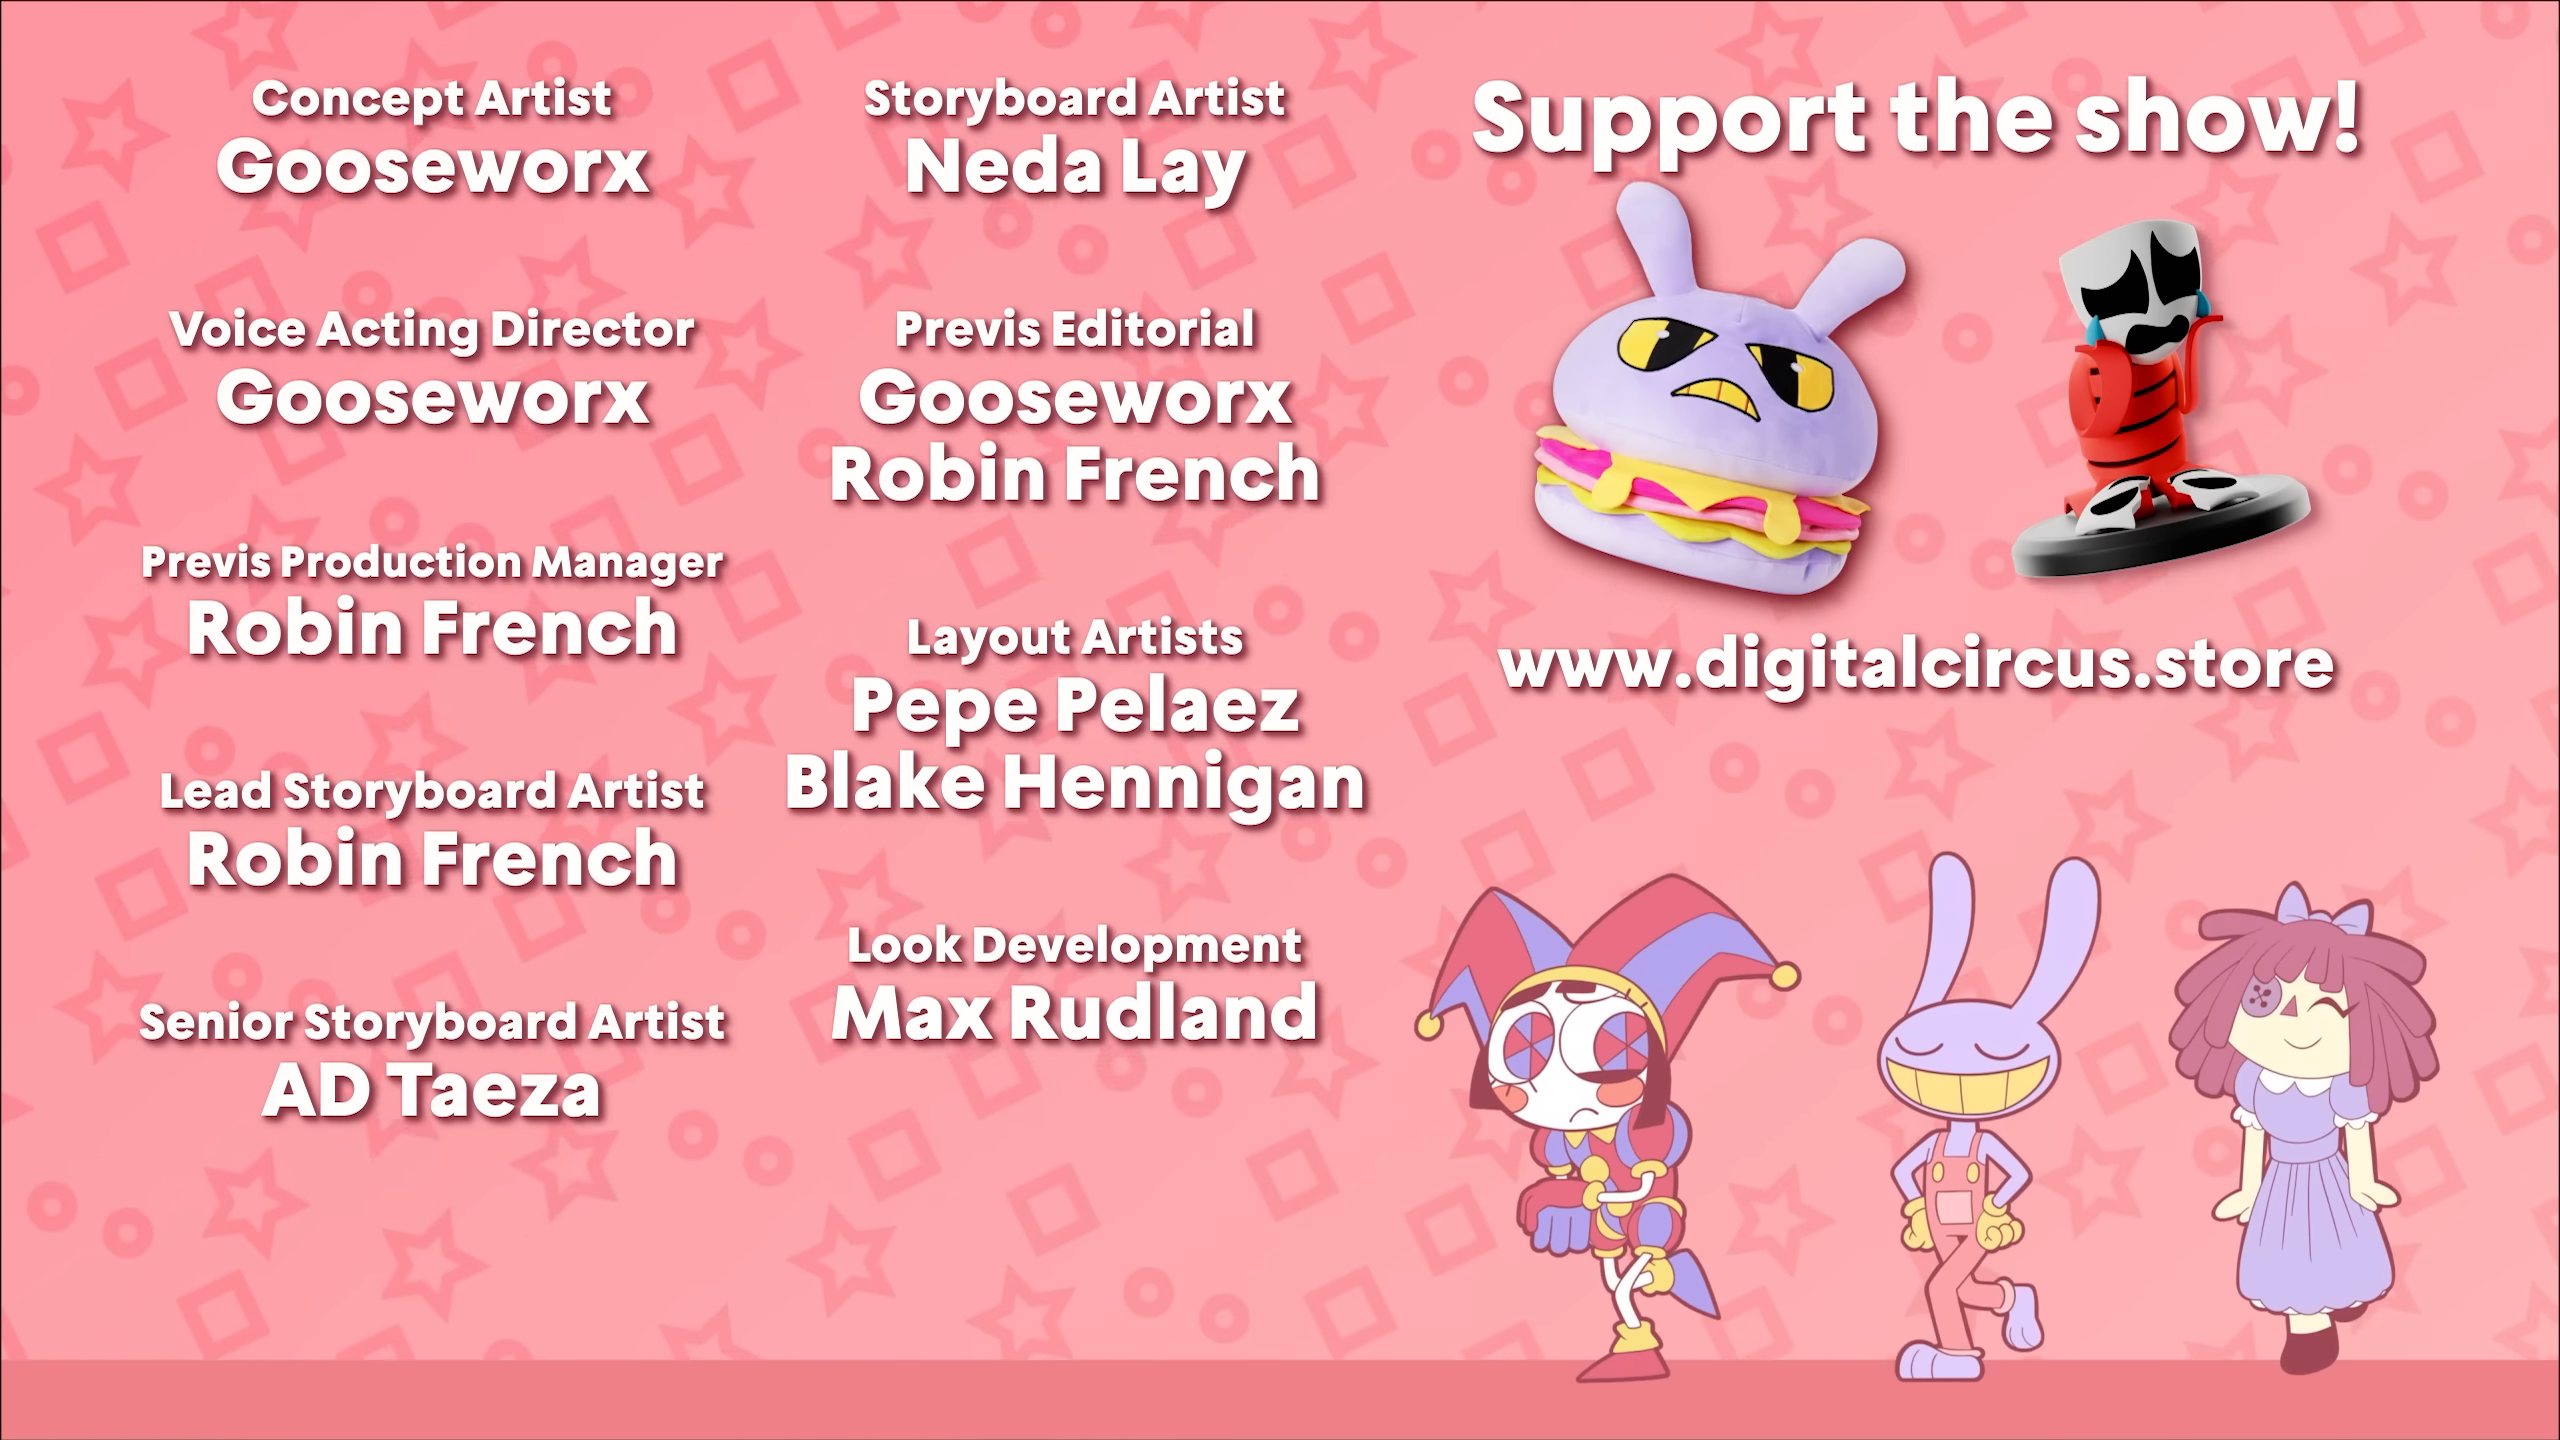 Concept Artist
Gooseworx
Voice Acting Director
Gooseworx
Previs Production Manager
Robin French
Lead Storyboard Artist
Robin French
Senior Storyboard Artist
AD Taeza
Storyboard Artist
Neda Lay
Previs Editorial
Gooseworx
Robin French
Layout Artists
Pepe Pelaez
Blake Hennigan
Look Development
Max Rudland
Support the show!
www.digitalcircus.store